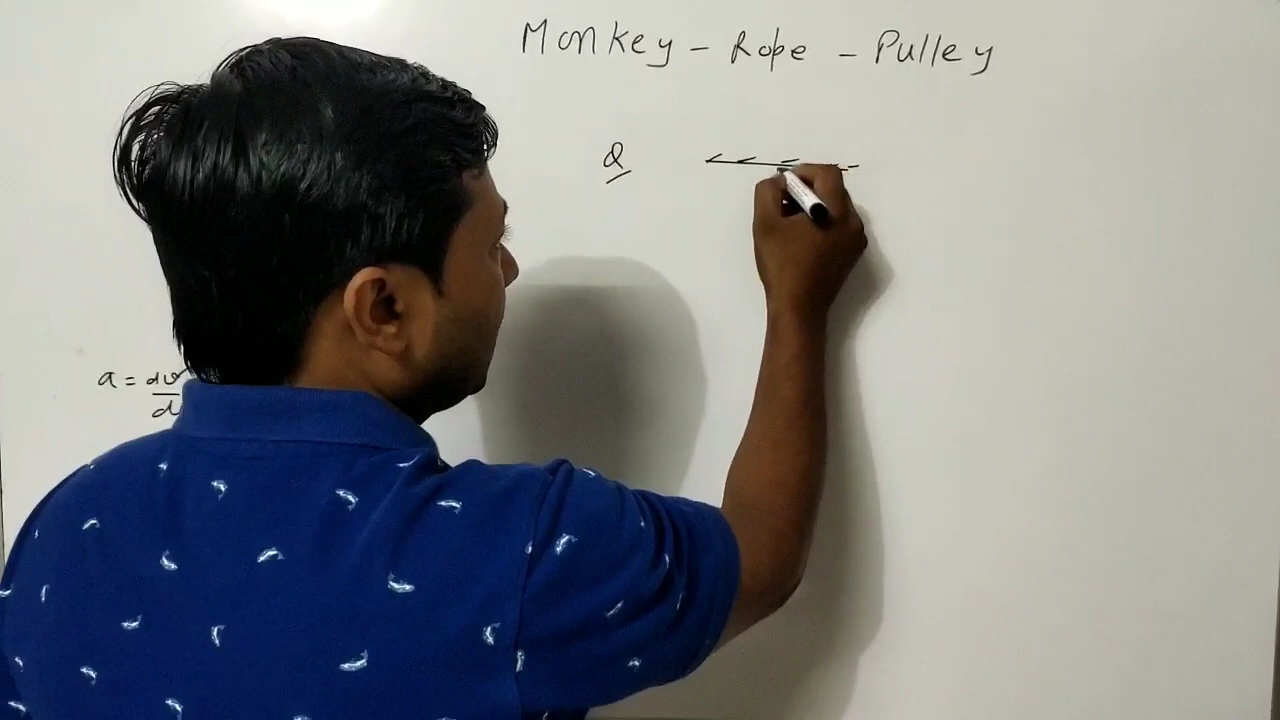 Monkey - Rope - Pulley
Q
a = dv
d